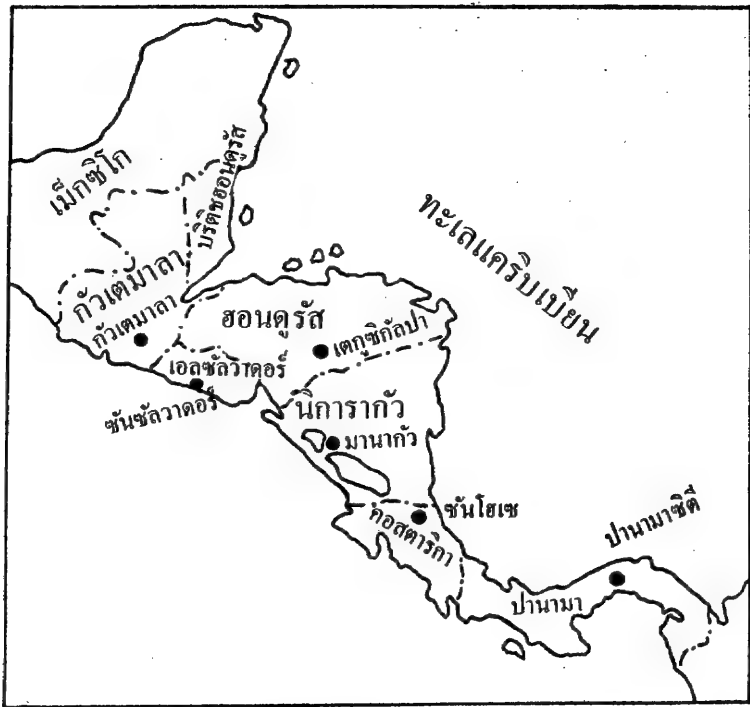 เม็กซิโก
บริติชฮอนดูรัส
ทะเลแคริบเบียน
กัวเตมาลา
กัวเตมาลา
ฮอนดูรัส
เตกูซิกัลปา
เอลซัลวาดอร์
ซันซัลวาดอร์
นิการากัว
มานากัว
ซันโฮเซ
คอสตาริกา
ปานามาซิตี
ปานามา